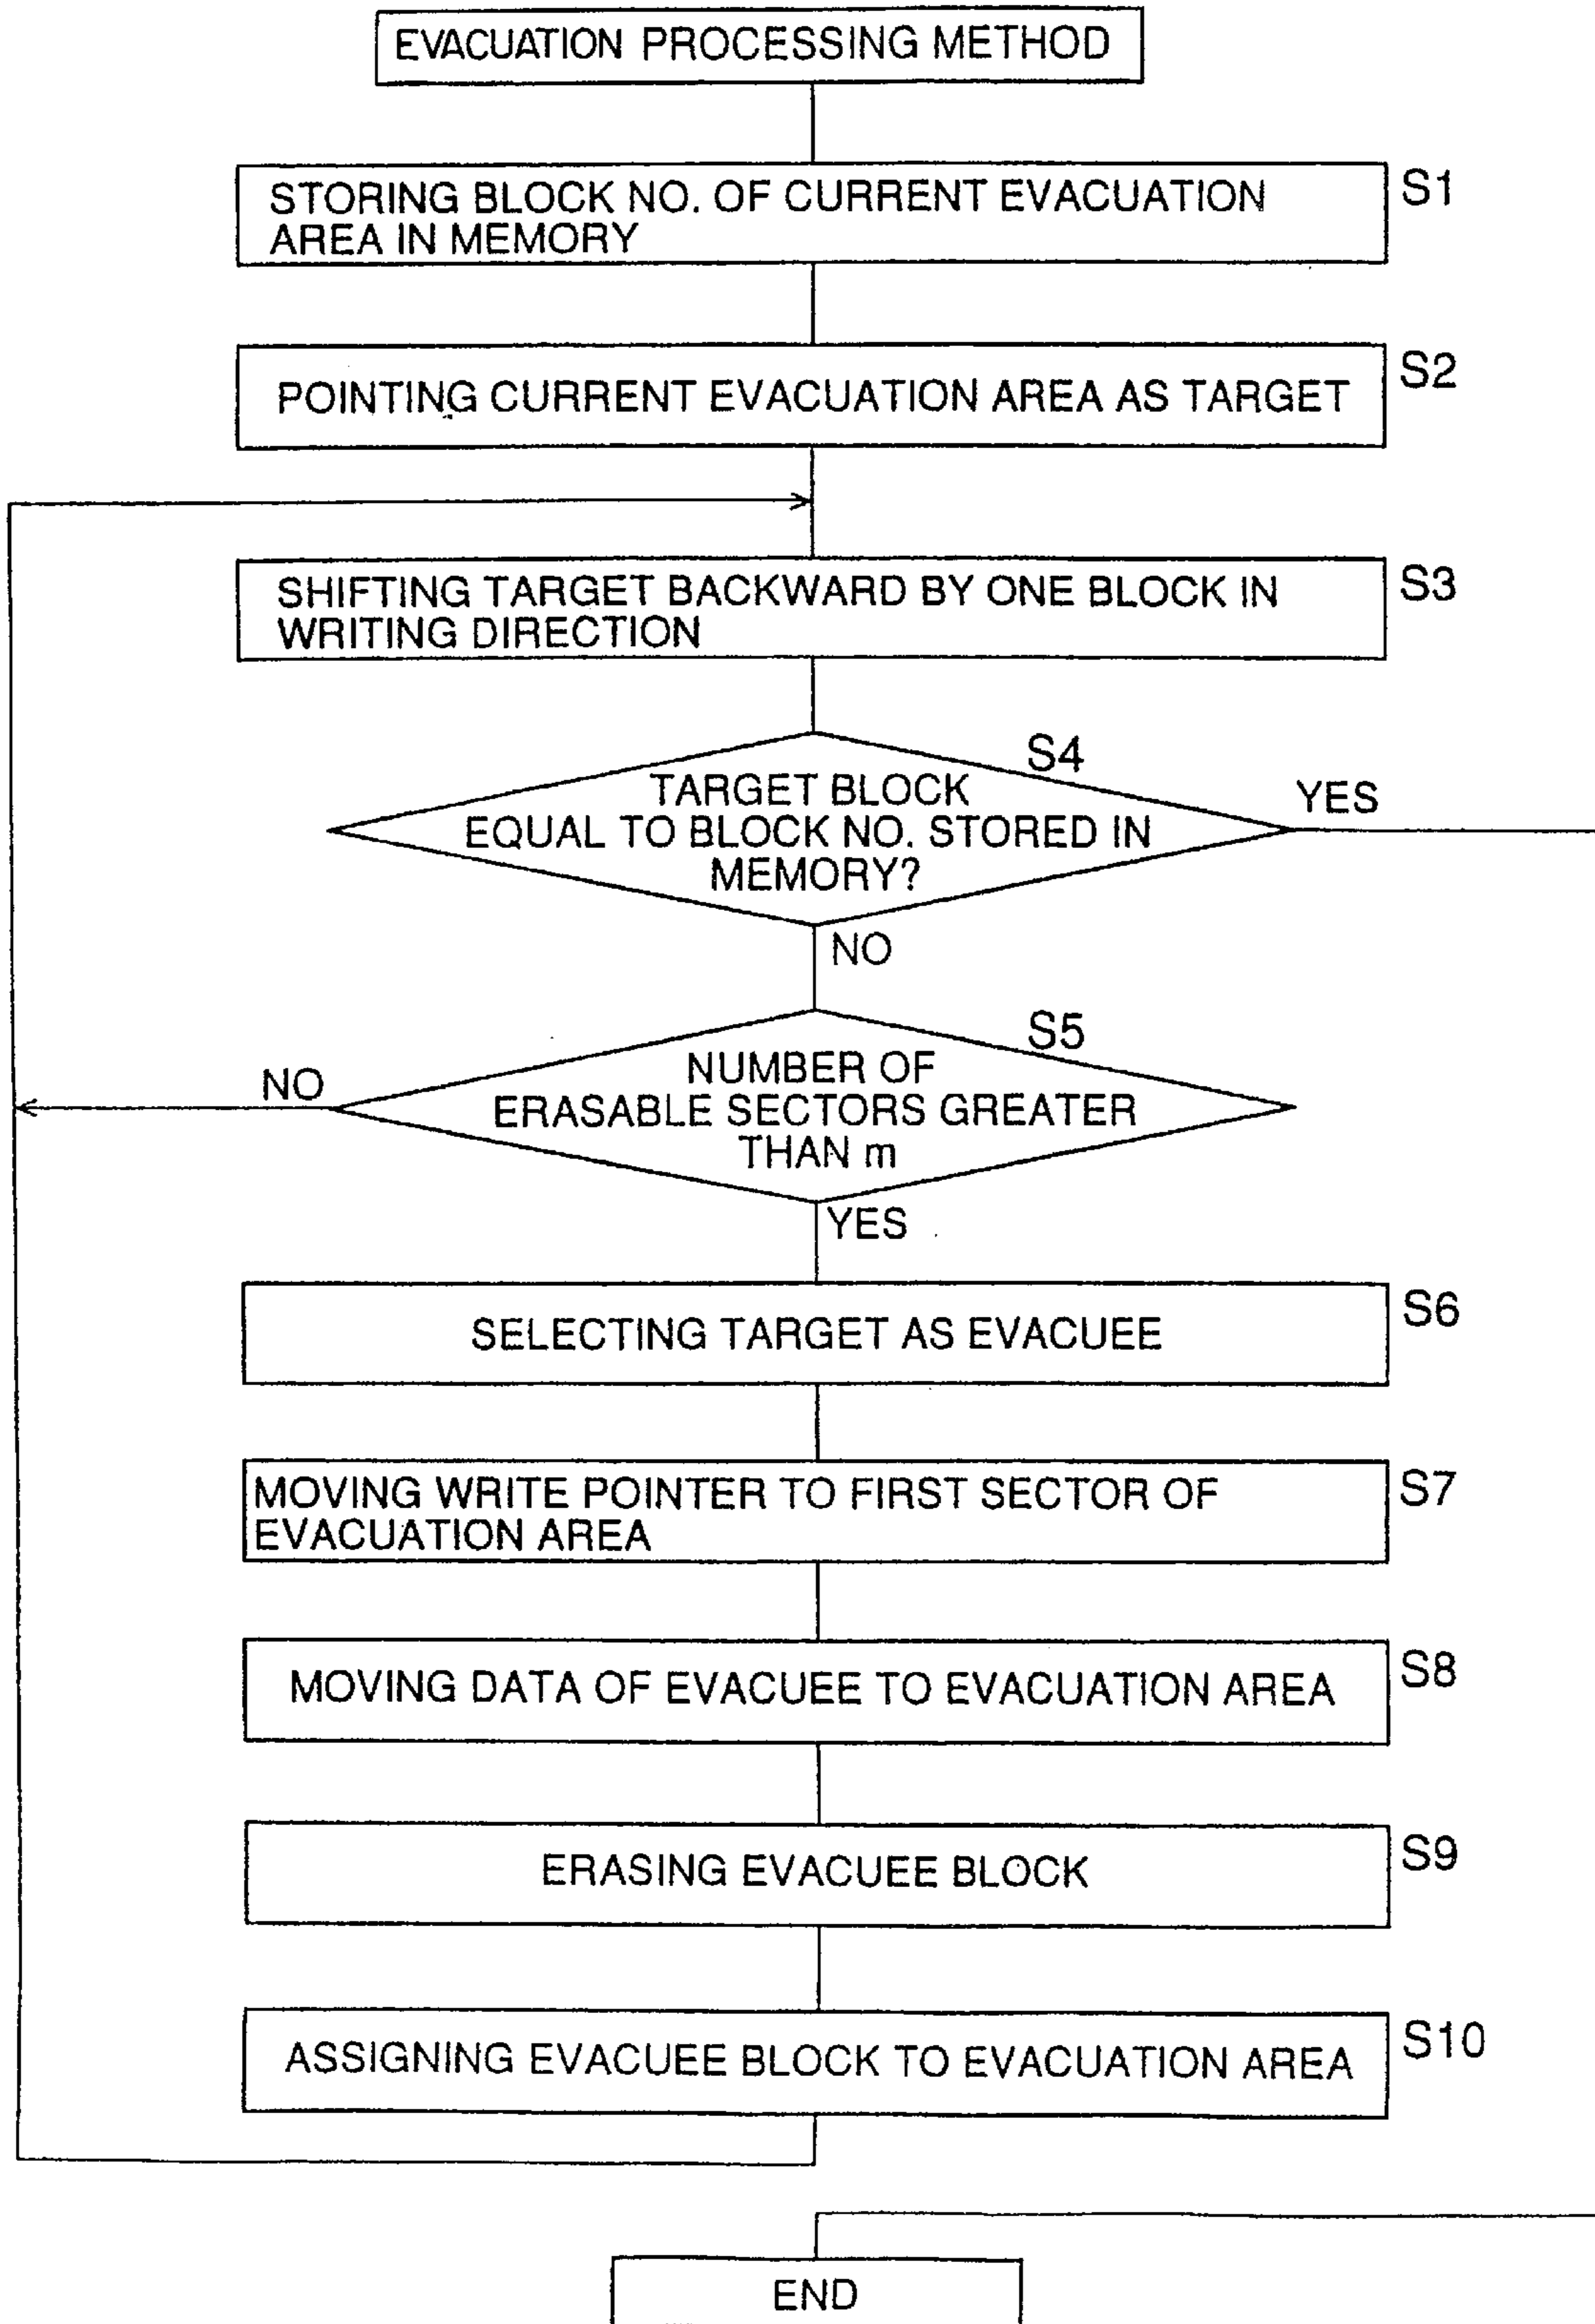 EVACUATION PROCESSING METHOD
STORING BLOCK NO. OF CURRENT EVACUATION
AREA IN MEMORY
S1
POINTING CURRENT EVACUATION AREA AS TARGET
S2
SHIFTING TARGET BACKWARD BY ONE BLOCK IN
WRITING DIRECTION
S3
S4
TARGET BLOCK
EQUAL TO BLOCK NO. STORED IN
MEMORY?
YES
NO
S5
NUMBER OF
ERASABLE SECTORS GREATER
THAN m
NO
YES
SELECTING TARGET AS EVACUEE
S6
MOVING WRITE POINTER TO FIRST SECTOR OF
EVACUATION AREA
S7
MOVING DATA OF EVACUEE TO EVACUATION AREA
S8
ERASING EVACUEE BLOCK
S9
ASSIGNING EVACUEE BLOCK TO EVACUATION AREA
S10
END